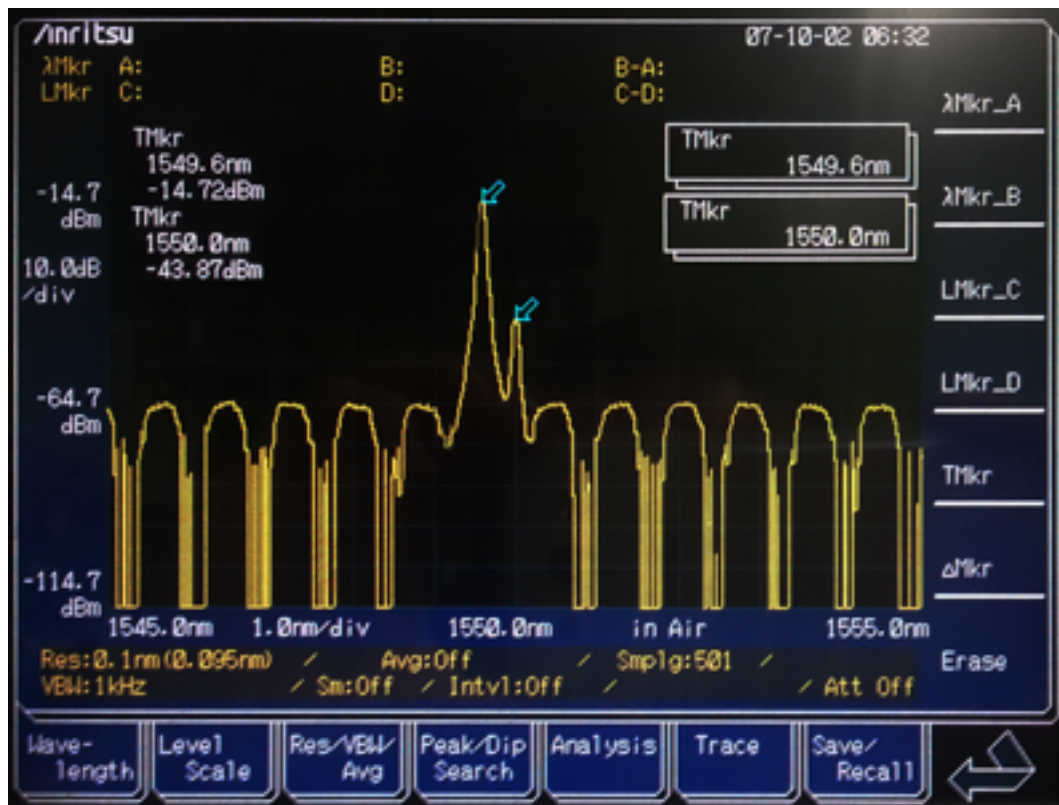 Anritsu
07-10-02 06:32
λMkr A: B: B-A:
LMkr C: D: C-D:
λMkr_A
TMkr
1549.6nm
-14.72dBm
TMkr
1550.0nm
-43.87dBm
TMkr
1549.6nm
TMkr
1550.0nm
-14.7
dBm
λMkr_B
10.0dB
/div
LMkr_C
-64.7
dBm
LMkr_D
TMkr
-114.7
dBm
ΔMkr
1545.0nm 1.0nm/div 1550.0nm in Air 1555.0nm
Res:0.1nm(0.095nm) / Avg:Off / Smplg:501 /
VBW:1kHz / Sm:Off / Intvl:Off / / Att Off
Erase
Wave-
length
Level
Scale
Res/VBW/
Avg
Peak/Dip
Search
Analysis
Trace
Save/
Recall